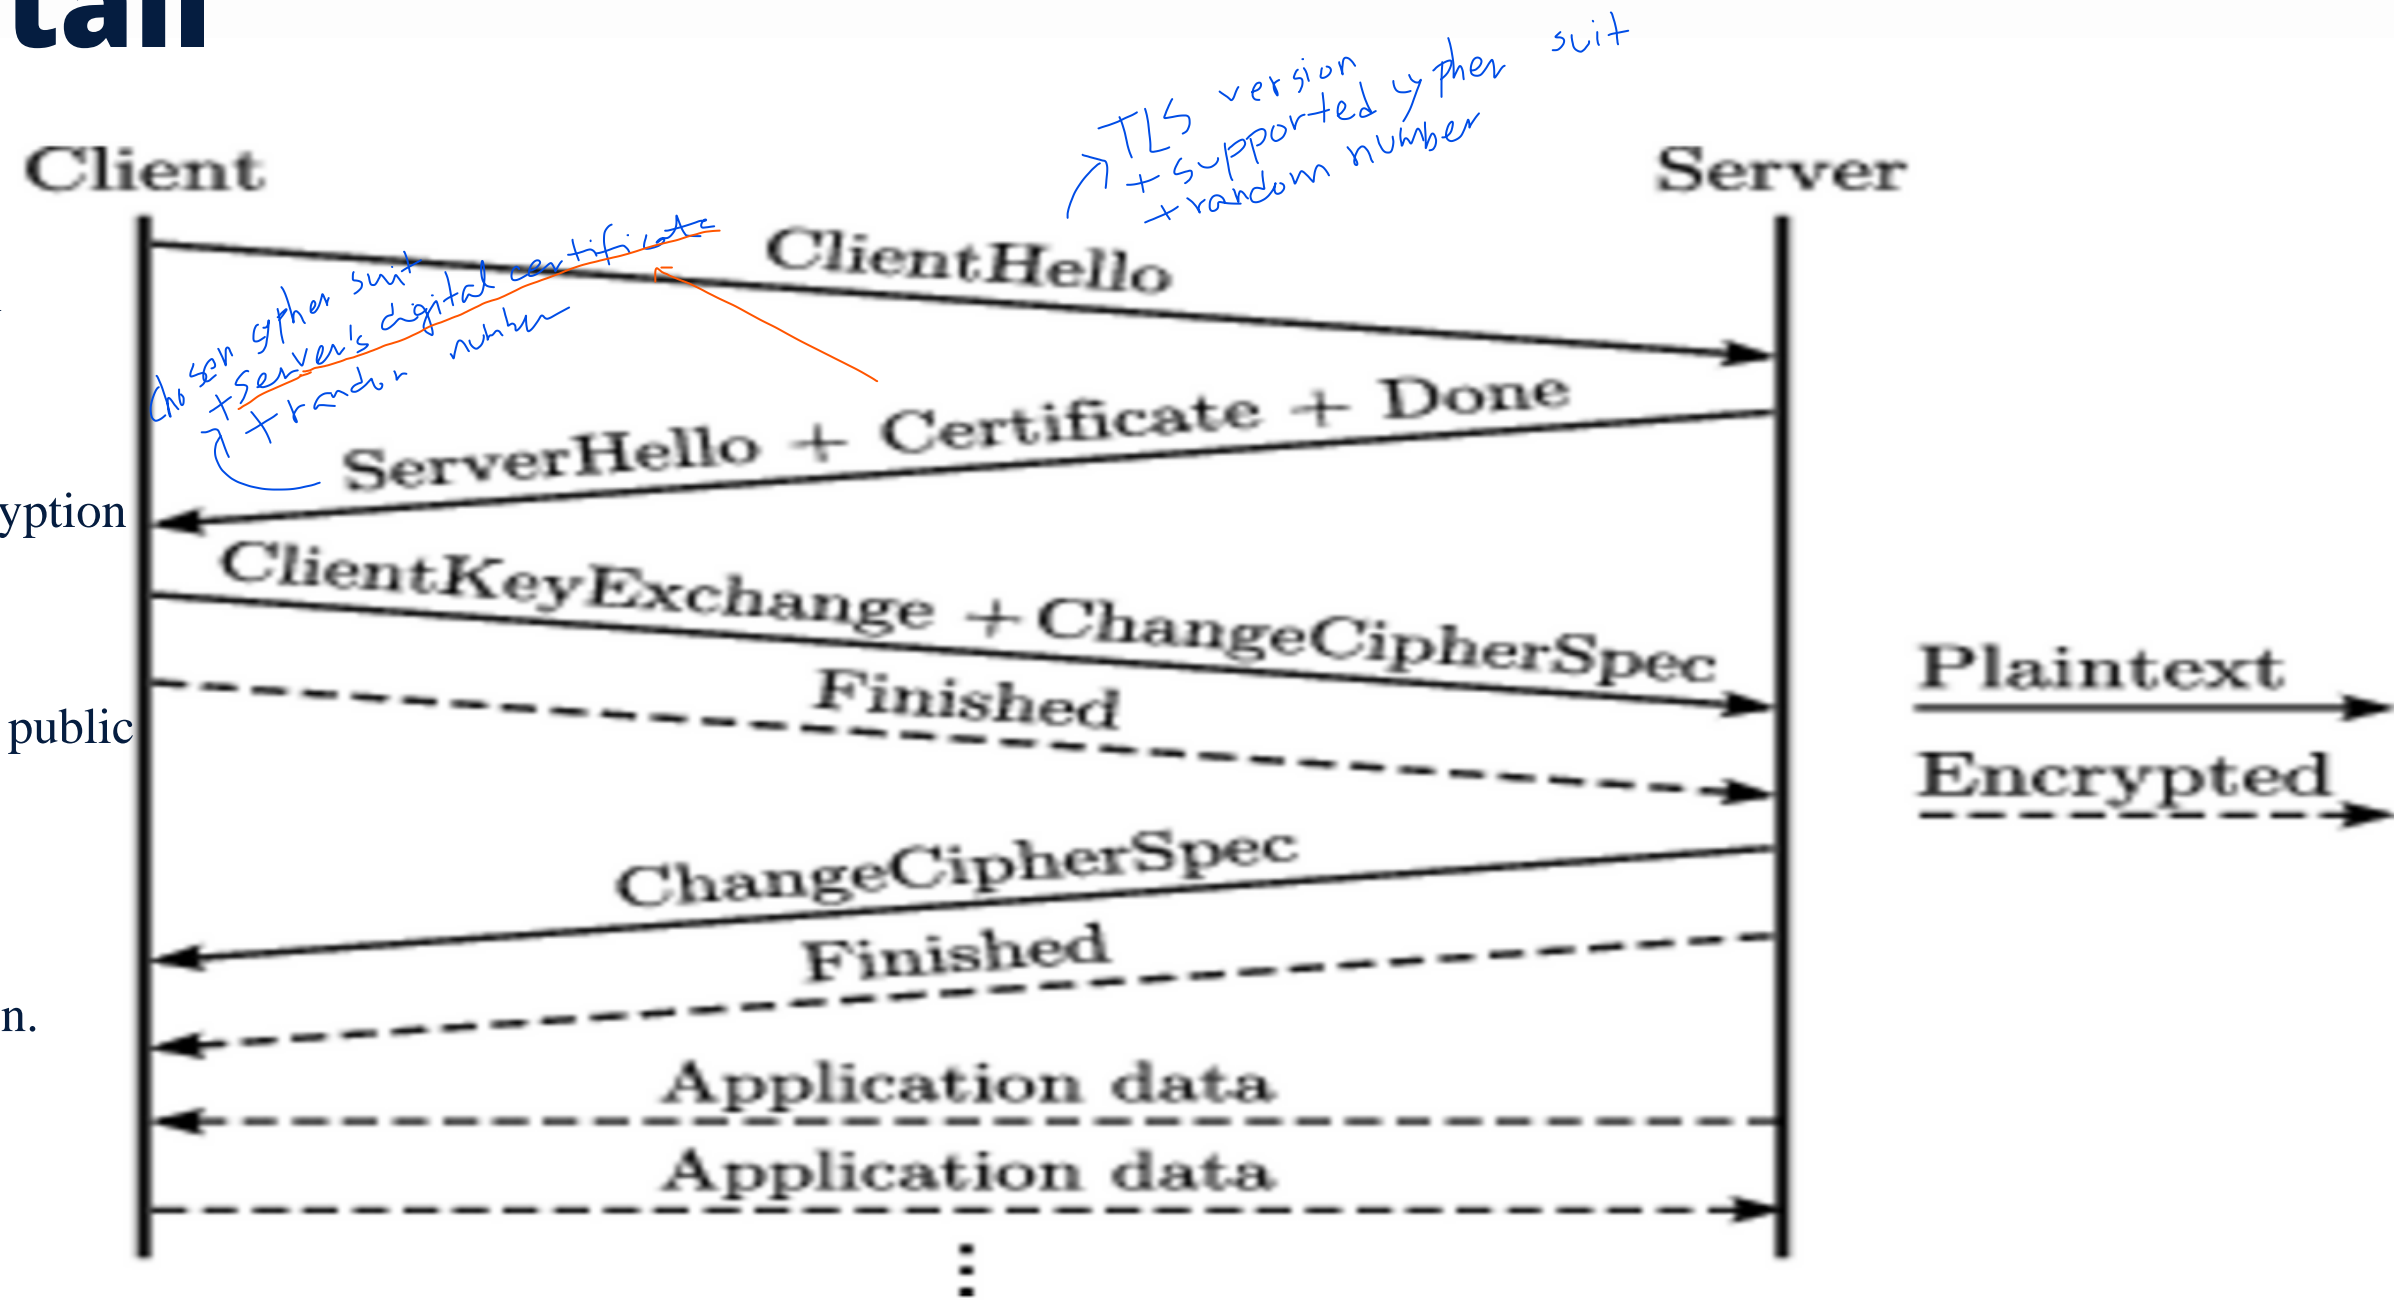 tail
TLS version
+ supported cypher suit
+ random number
Client
Server
ClientHello
chosen cypher suit
+ server's digital certificate
+ random number
ServerHello + Certificate + Done
yption
ClientKeyExchange + ChangeCipherSpec
Finished
Plaintext
public
Encrypted
ChangeCipherSpec
Finished
n.
Application data
Application data